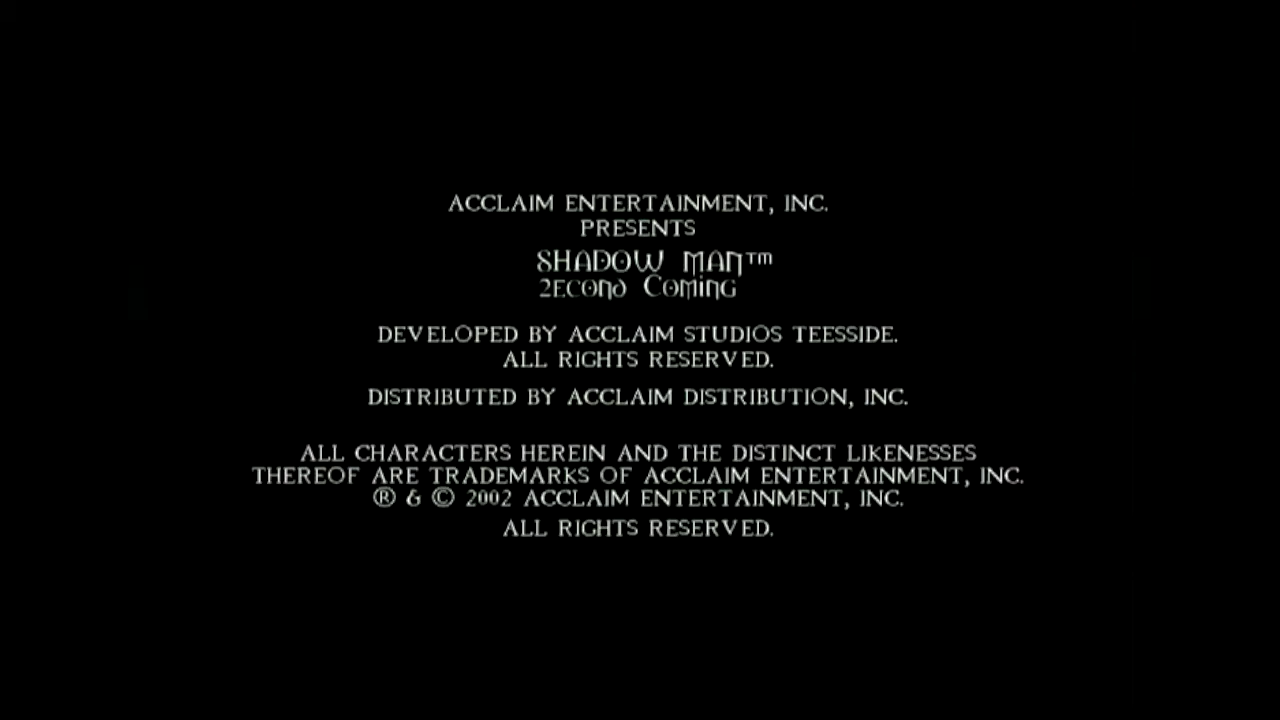 ACCLAIM ENTERTAINMENT, INC.
PRESENTS
SHADOW MAN™
2ECOND COMING
DEVELOPED BY ACCLAIM STUDIOS TEESSIDE.
ALL RIGHTS RESERVED.
DISTRIBUTED BY ACCLAIM DISTRIBUTION, INC.
ALL CHARACTERS HEREIN AND THE DISTINCT LIKENESSES
THEREOF ARE TRADEMARKS OF ACCLAIM ENTERTAINMENT, INC.
® & © 2002 ACCLAIM ENTERTAINMENT, INC.
ALL RIGHTS RESERVED.